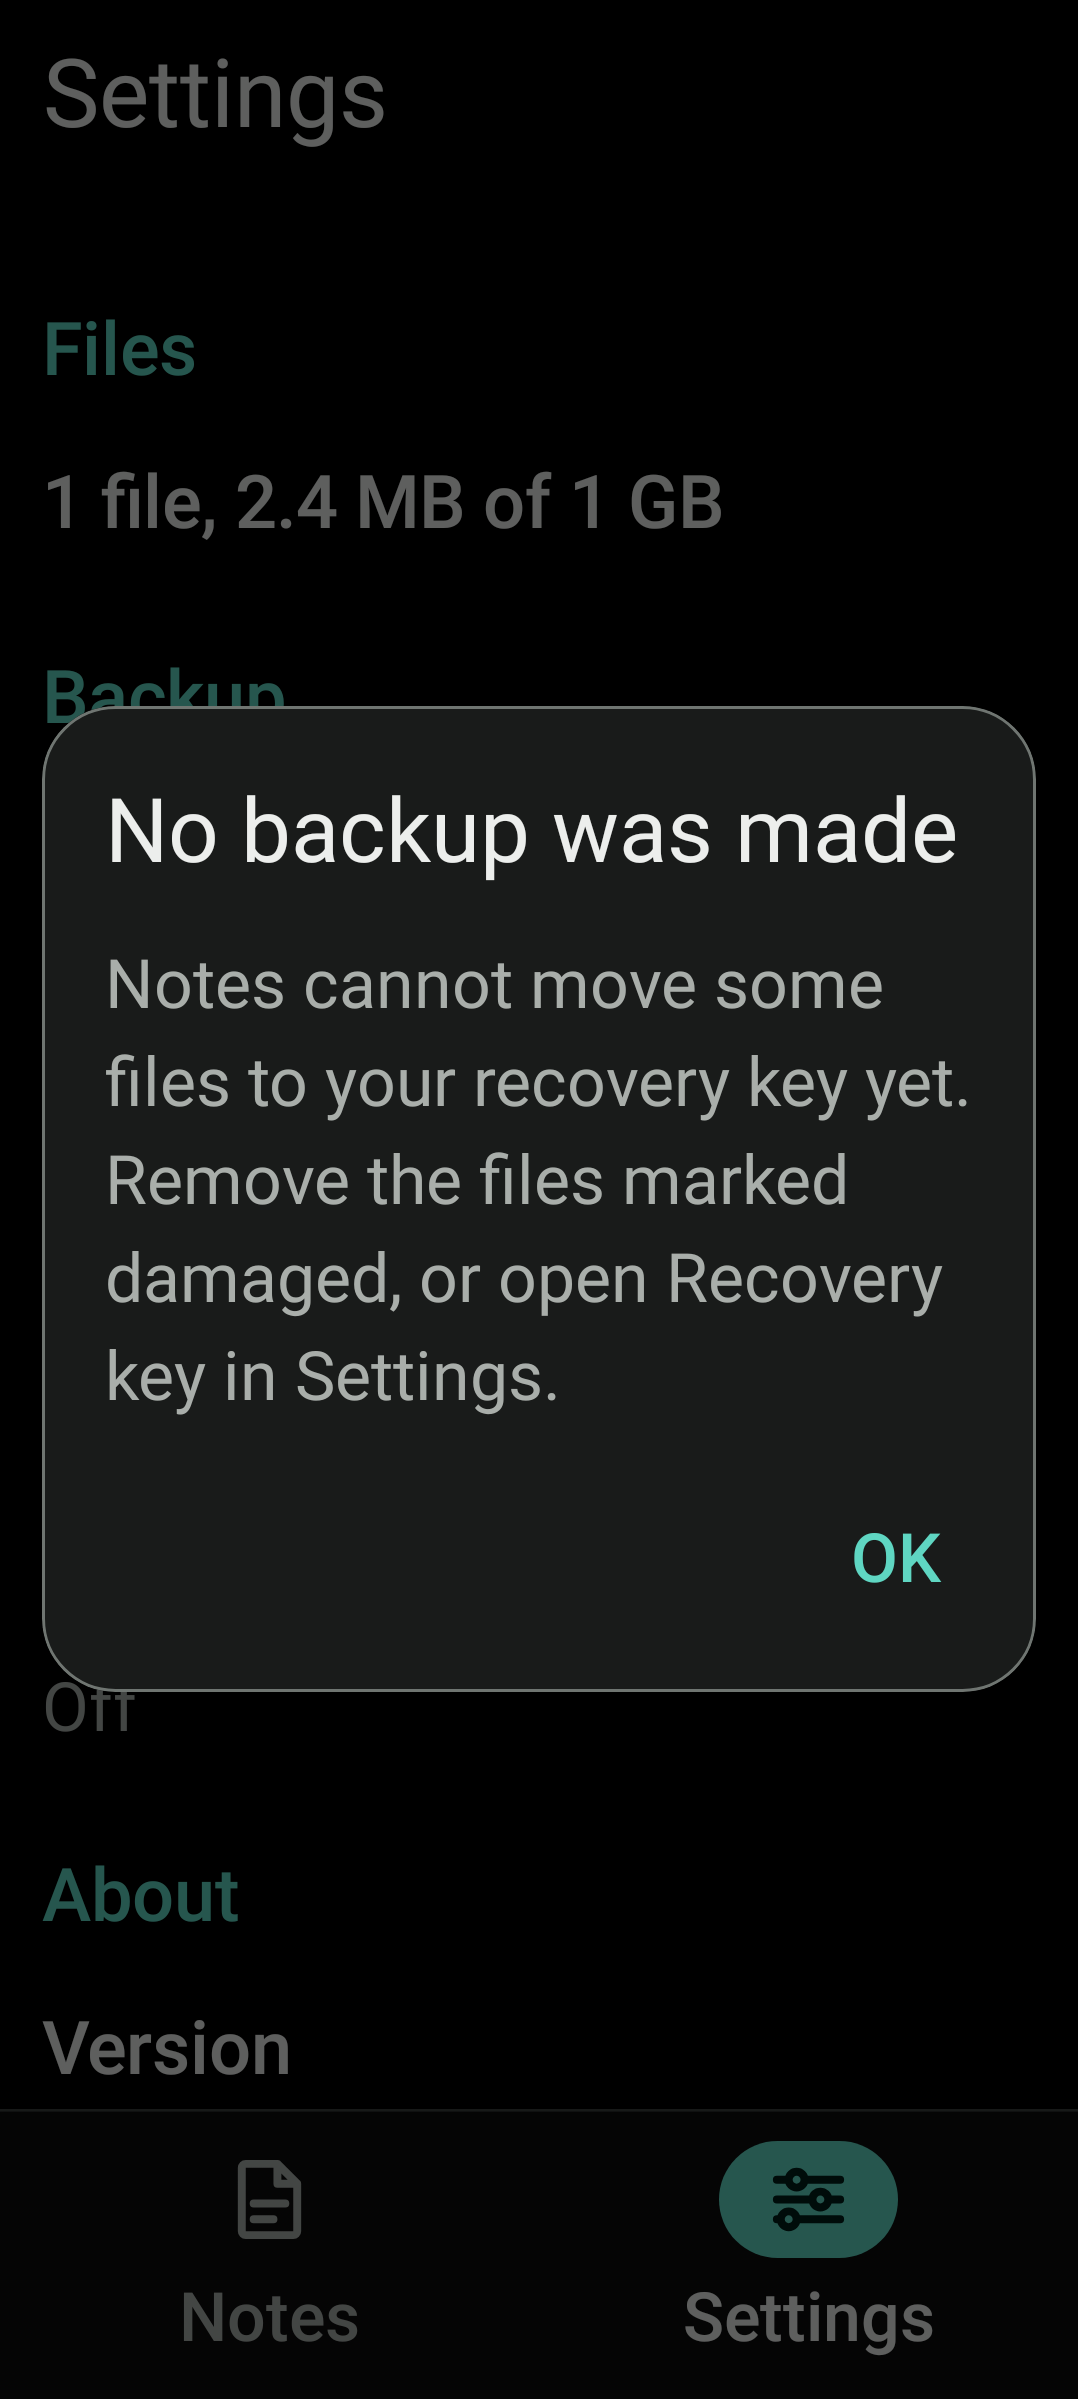 Settings
Files
1 file, 2.4 MB of 1 GB
Backup
No backup was made
Notes cannot move some
files to your recovery key yet.
Remove the files marked
damaged, or open Recovery
key in Settings.
OK
Off
About
Version
Notes
Settings